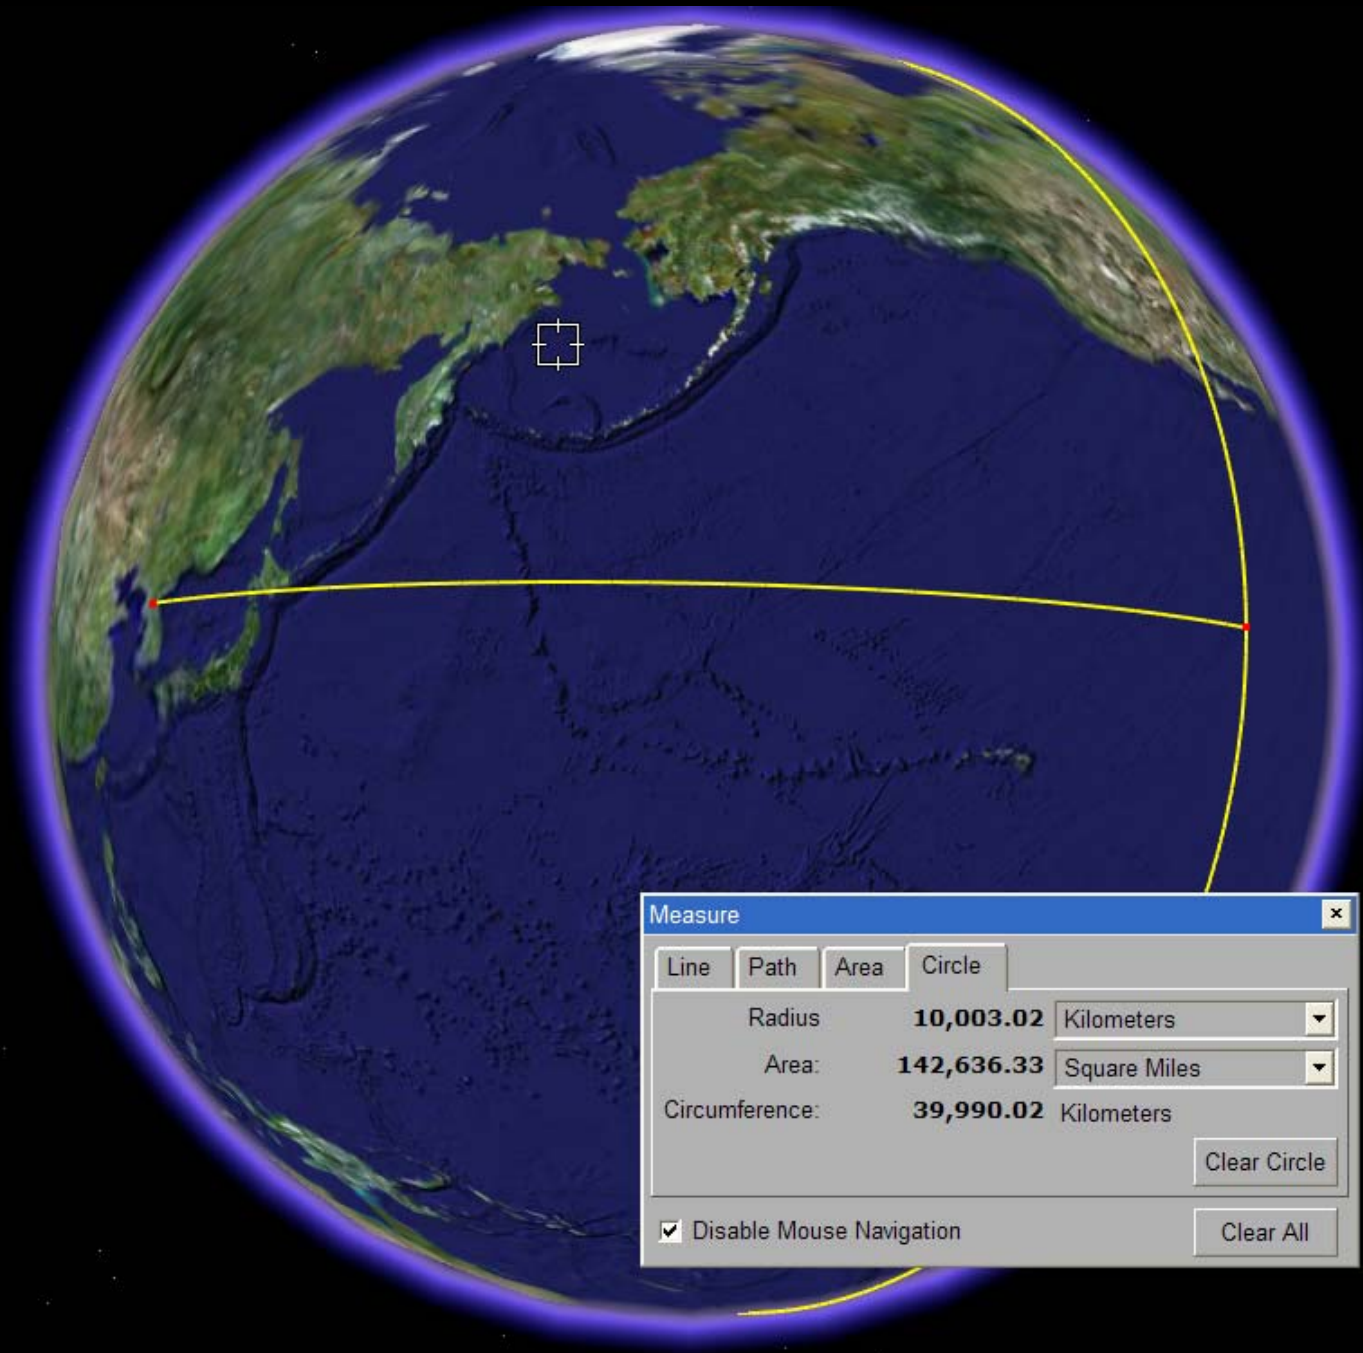 Measure
Line Path Area Circle
Radius 10,003.02 Kilometers
Area: 142,636.33 Square Miles
Circumference: 39,990.02 Kilometers
Clear Circle
Disable Mouse Navigation Clear All